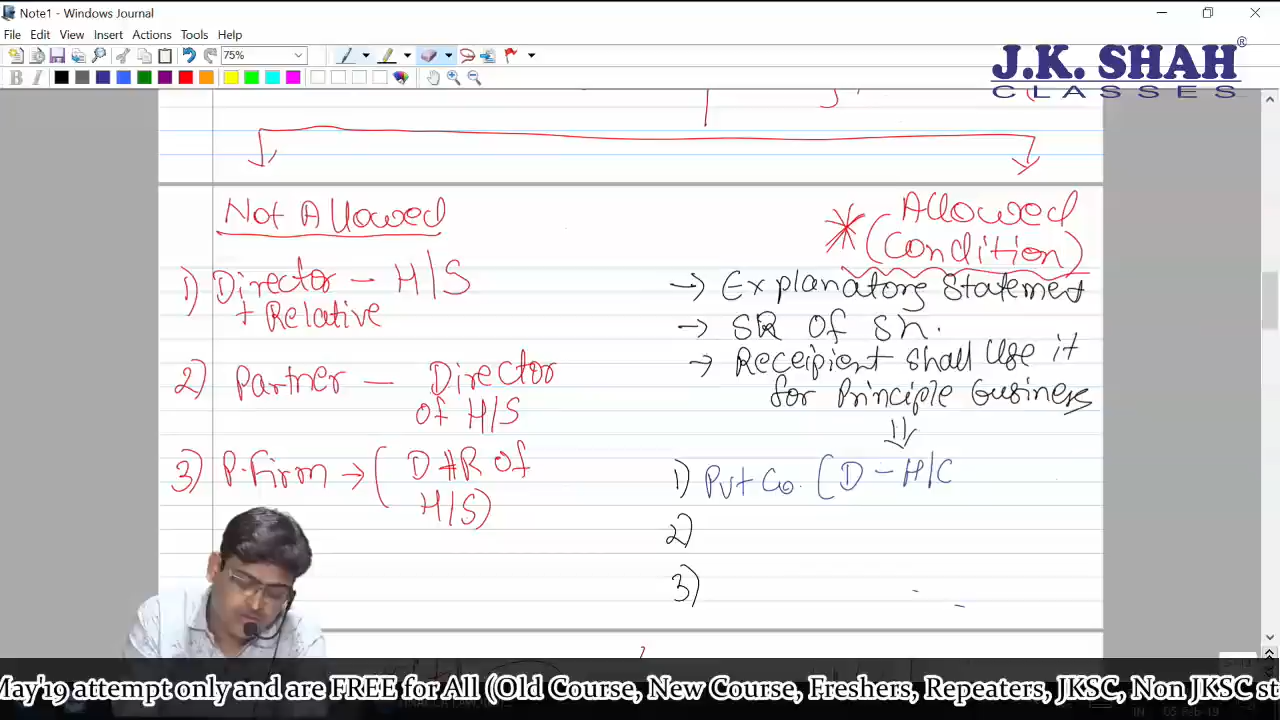 Note1 - Windows Journal
File Edit View Insert Actions Tools Help
75%
J.K. SHAH®
CLASSES
Not Allowed
1) Director - H/S
+ Relative
2) Partner - Director
of H/S
3) P.Firm → ( D #R Of
H/S)
* Allowed
(Condition)
→ Explanatory Statement
→ SR Of Sh.
→ Receipient shall Use it
for Principle business
⇓
1) Pvt Co. (D - H/C
2)
3)
May'19 attempt only and are FREE for All (Old Course, New Course, Freshers, Repeaters, JKSC, Non JKSC st